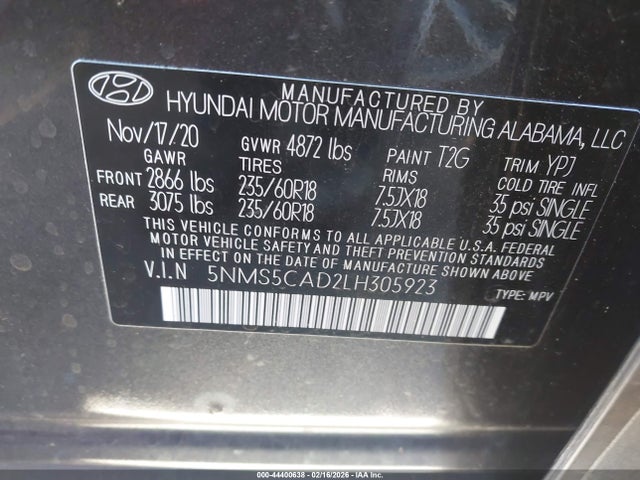 MANUFACTURED BY
HYUNDAI MOTOR MANUFACTURING ALABAMA, LLC
Nov/17/20 GVWR 4872 lbs PAINT T2G TRIM YPJ
GAWR TIRES RIMS COLD TIRE INFL
FRONT 2866 lbs 235/60R18 7.5JX18 35 psi SINGLE
REAR 3075 lbs 235/60R18 7.5JX18 35 psi SINGLE
THIS VEHICLE CONFORMS TO ALL APPLICABLE U.S.A. FEDERAL
MOTOR VEHICLE SAFETY AND THEFT PREVENTION STANDARDS
IN EFFECT ON THE DATE OF MANUFACTURE SHOWN ABOVE.
V.I.N 5NMS5CAD2LH305923
TYPE: MPV
000-44400638 - 02/16/2026 - IAA Inc.